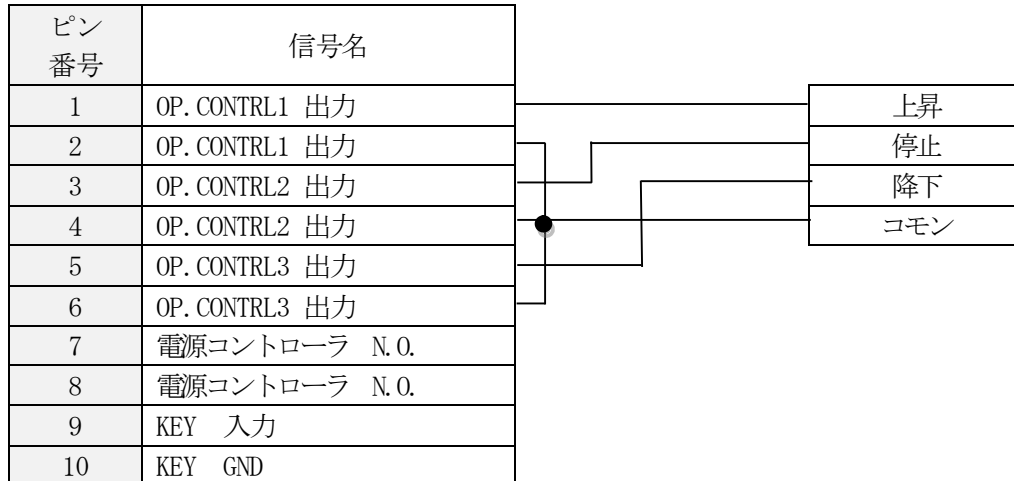 ピン
番号
信号名
1 OP.CONTRL1 出力
上昇
2 OP.CONTRL1 出力
停止
3 OP.CONTRL2 出力
降下
4 OP.CONTRL2 出力
コモン
5 OP.CONTRL3 出力
6 OP.CONTRL3 出力
7 電源コントローラ N.O.
8 電源コントローラ N.O.
9 KEY 入力
10 KEY GND